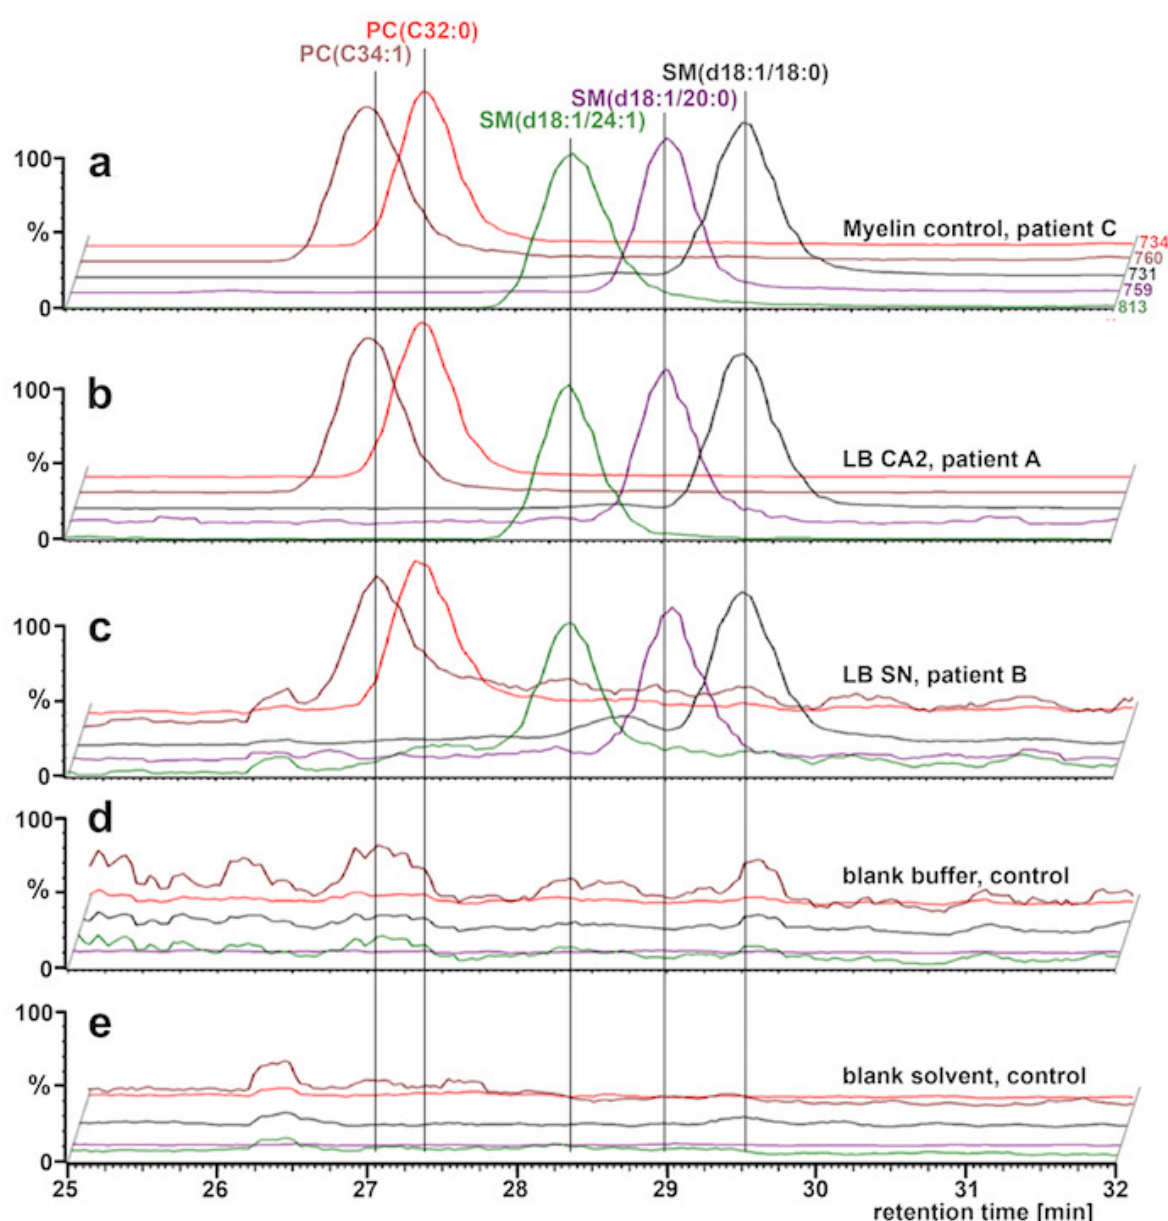 PC(C32:0)
PC(C34:1)
SM(d18:1/18:0)
SM(d18:1/20:0)
SM(d18:1/24:1)
a
100
%
0
Myelin control, patient C
734
760
731
759
813
b
100
%
0
LB CA2, patient A
c
100
%
0
LB SN, patient B
d
100
%
0
blank buffer, control
e
100
%
0
blank solvent, control
25 26 27 28 29 30 31 32
retention time [min]